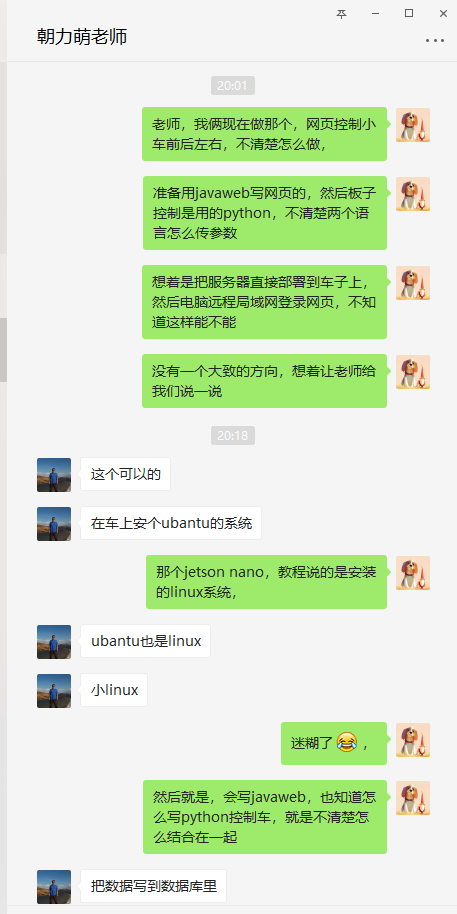 朝力萌老师
20:01
老师，我俩现在做那个，网页控制小
车前后左右，不清楚怎么做，
准备用javaweb写网页的，然后板子
控制是用的python，不清楚两个语
言怎么传参数
想着是把服务器直接部署到车子上，
然后电脑远程局域网登录网页，不知
道这样能不能
没有一个大致的方向，想着让老师给
我们说一说
20:18
这个可以的
在车上安个ubantu的系统
那个jetson nano，教程说的是安装
的linux系统，
ubantu也是linux
小linux
迷糊了😂，
然后就是，会写javaweb，也知道怎
么写python控制车，就是不清楚怎
么结合在一起
把数据写到数据库里